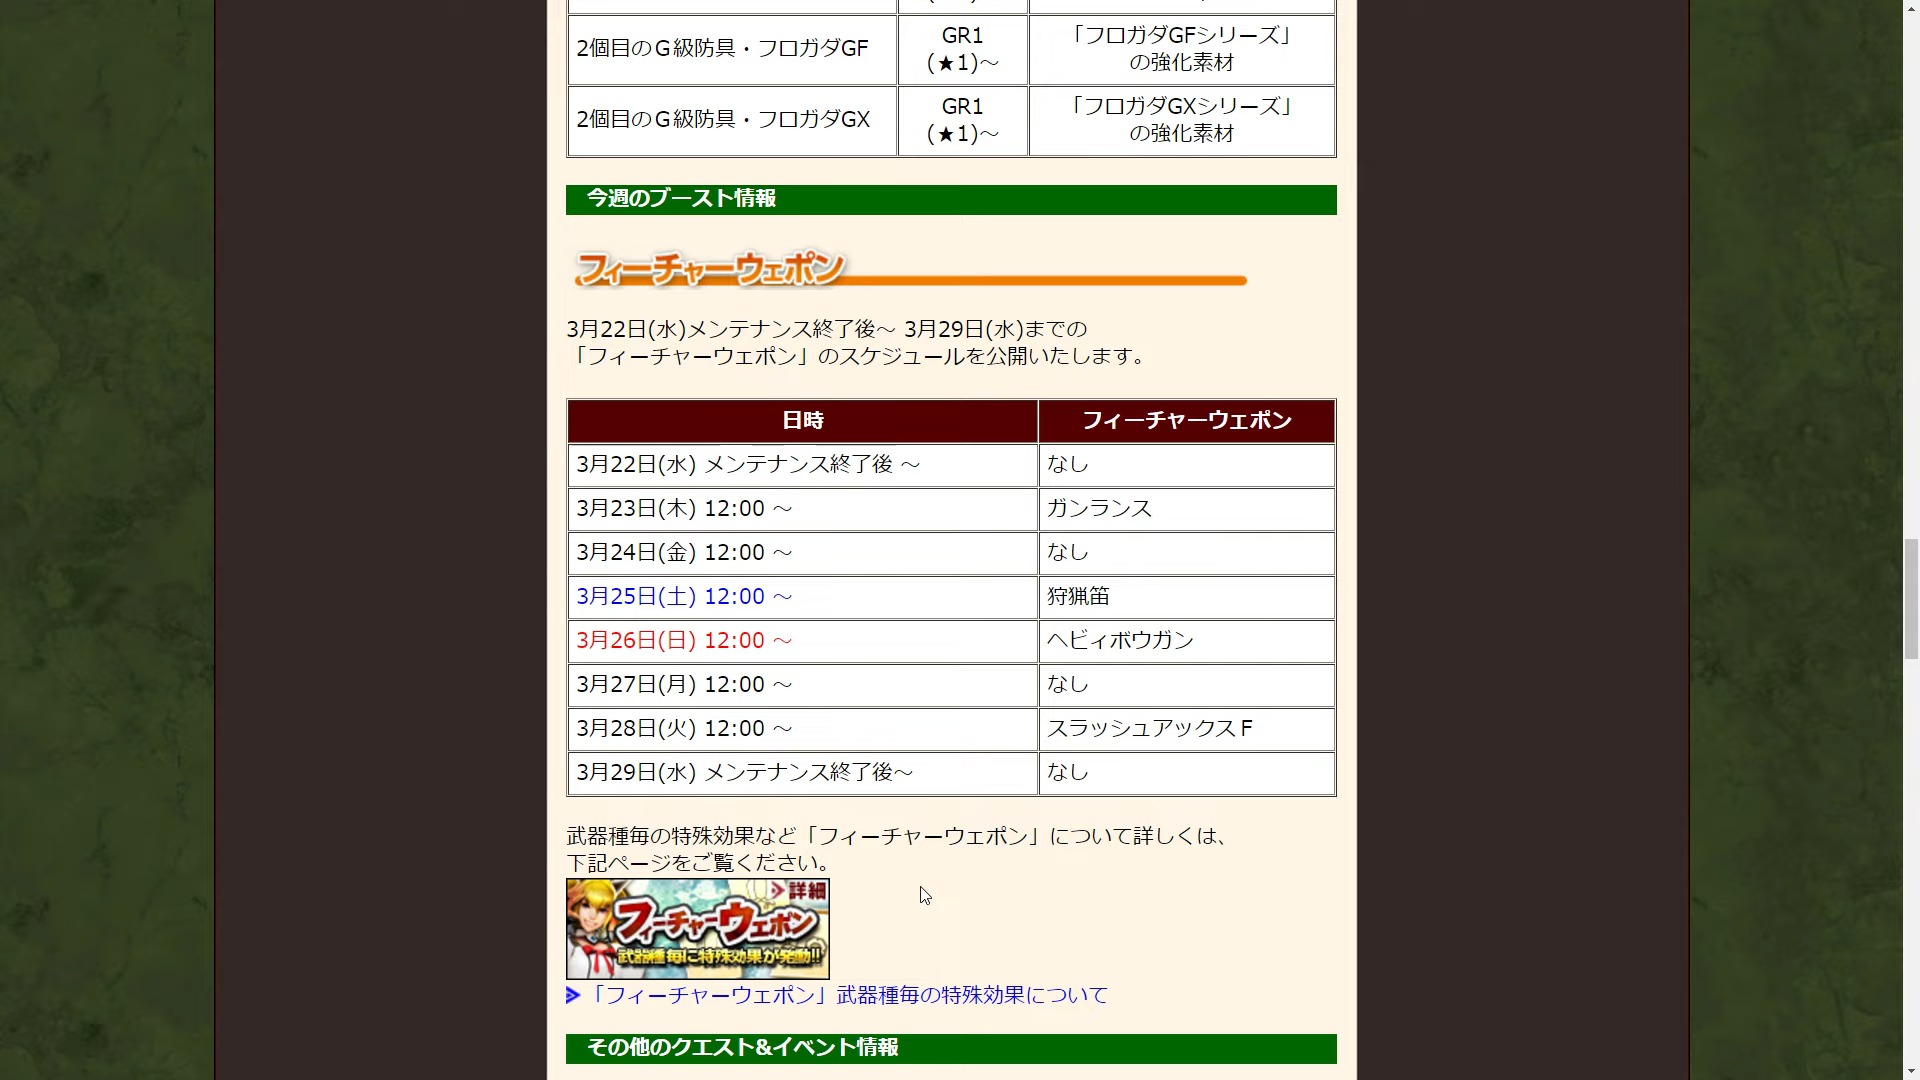 2個目のＧ級防具・フロガダGF
GR1
(★1)～
「フロガダGFシリーズ」
の強化素材
2個目のＧ級防具・フロガダGX
GR1
(★1)～
「フロガダGXシリーズ」
の強化素材
今週のブースト情報
フィーチャーウェポン
3月22日(水)メンテナンス終了後～ 3月29日(水)までの
「フィーチャーウェポン」のスケジュールを公開いたします。
日時 フィーチャーウェポン
3月22日(水) メンテナンス終了後 ～ なし
3月23日(木) 12:00 ～ ガンランス
3月24日(金) 12:00 ～ なし
3月25日(土) 12:00 ～ 狩猟笛
3月26日(日) 12:00 ～ ヘビィボウガン
3月27日(月) 12:00 ～ なし
3月28日(火) 12:00 ～ スラッシュアックスＦ
3月29日(水) メンテナンス終了後～ なし
武器種毎の特殊効果など「フィーチャーウェポン」について詳しくは、
下記ページをご覧ください。
詳細
フィーチャーウェポン
武器種毎に特殊効果が発動!!
「フィーチャーウェポン」武器種毎の特殊効果について
その他のクエスト&イベント情報